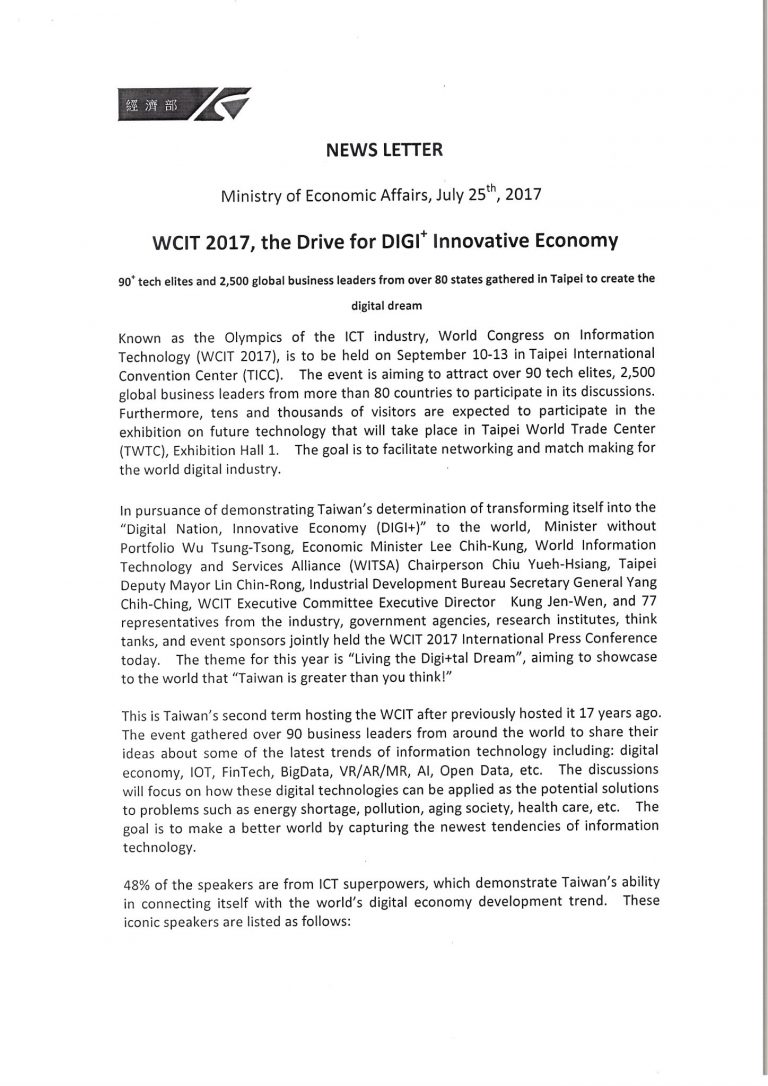 經濟部
NEWS LETTER
Ministry of Economic Affairs, July 25th, 2017
WCIT 2017, the Drive for DIGI+ Innovative Economy
90+ tech elites and 2,500 global business leaders from over 80 states gathered in Taipei to create the
digital dream
Known as the Olympics of the ICT industry, World Congress on Information
Technology (WCIT 2017), is to be held on September 10-13 in Taipei International
Convention Center (TICC). The event is aiming to attract over 90 tech elites, 2,500
global business leaders from more than 80 countries to participate in its discussions.
Furthermore, tens and thousands of visitors are expected to participate in the
exhibition on future technology that will take place in Taipei World Trade Center
(TWTC), Exhibition Hall 1. The goal is to facilitate networking and match making for
the world digital industry.
In pursuance of demonstrating Taiwan's determination of transforming itself into the
“Digital Nation, Innovative Economy (DIGI+)” to the world, Minister without
Portfolio Wu Tsung-Tsong, Economic Minister Lee Chih-Kung, World Information
Technology and Services Alliance (WITSA) Chairperson Chiu Yueh-Hsiang, Taipei
Deputy Mayor Lin Chin-Rong, Industrial Development Bureau Secretary General Yang
Chih-Ching, WCIT Executive Committee Executive Director Kung Jen-Wen, and 77
representatives from the industry, government agencies, research institutes, think
tanks, and event sponsors jointly held the WCIT 2017 International Press Conference
today. The theme for this year is “Living the Digi+tal Dream”, aiming to showcase
to the world that “Taiwan is greater than you think!”
This is Taiwan's second term hosting the WCIT after previously hosted it 17 years ago.
The event gathered over 90 business leaders from around the world to share their
ideas about some of the latest trends of information technology including: digital
economy, IOT, FinTech, BigData, VR/AR/MR, AI, Open Data, etc. The discussions
will focus on how these digital technologies can be applied as the potential solutions
to problems such as energy shortage, pollution, aging society, health care, etc. The
goal is to make a better world by capturing the newest tendencies of information
technology.
48% of the speakers are from ICT superpowers, which demonstrate Taiwan's ability
in connecting itself with the world's digital economy development trend. These
iconic speakers are listed as follows: